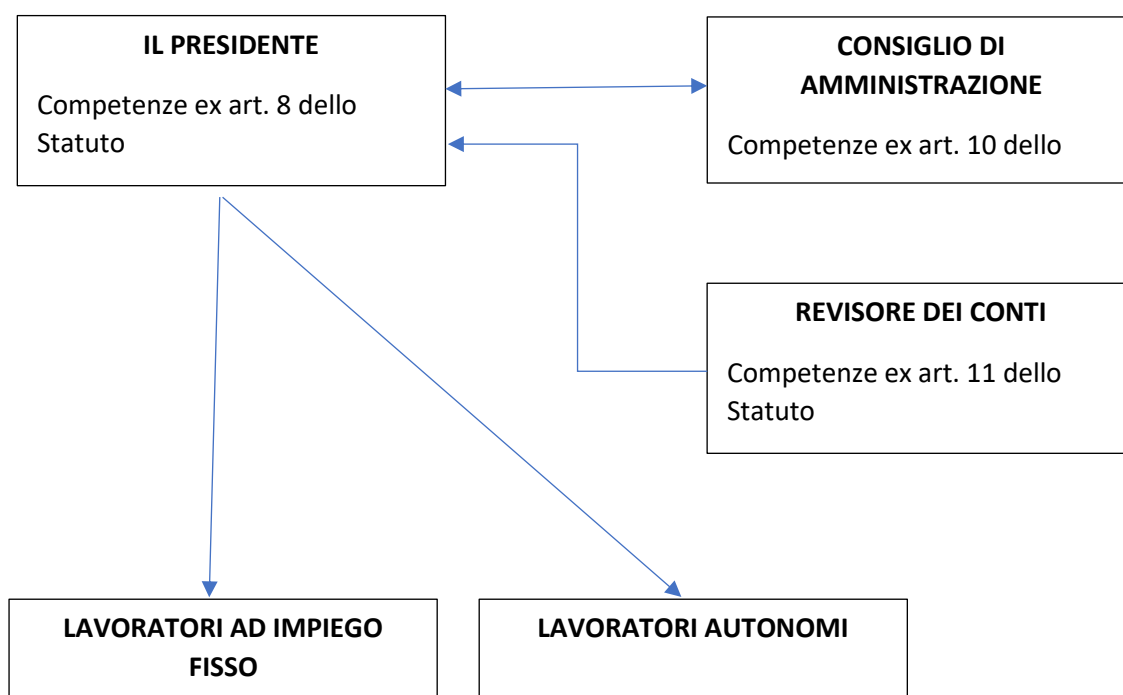 IL PRESIDENTE
Competenze ex art. 8 dello
Statuto
CONSIGLIO DI
AMMINISTRAZIONE
Competenze ex art. 10 dello
REVISORE DEI CONTI
Competenze ex art. 11 dello
Statuto
LAVORATORI AD IMPIEGO
FISSO
LAVORATORI AUTONOMI